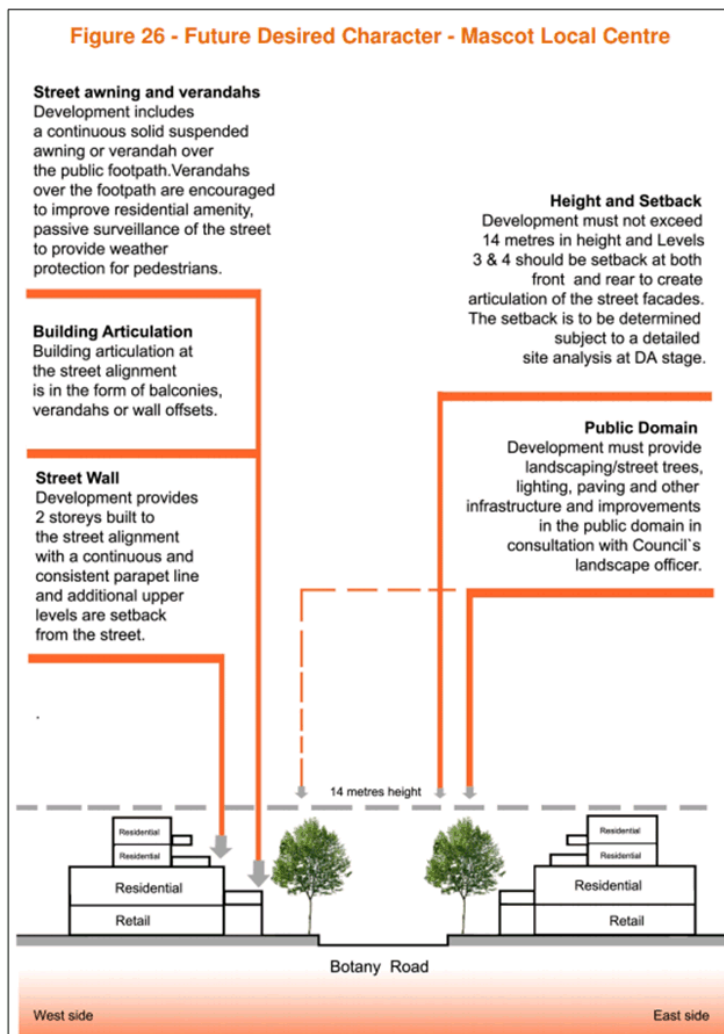 Figure 26 - Future Desired Character - Mascot Local Centre
Street awning and verandahs
Development includes
a continuous solid suspended
awning or verandah over
the public footpath.Verandahs
over the footpath are encouraged
to improve residential amenity,
passive surveillance of the street
to provide weather
protection for pedestrians.
Building Articulation
Building articulation at
the street alignment
is in the form of balconies,
verandahs or wall offsets.
Street Wall
Development provides
2 storeys built to
the street alignment
with a continuous and
consistent parapet line
and additional upper
levels are setback
from the street.
Height and Setback
Development must not exceed
14 metres in height and Levels
3 & 4 should be setback at both
front and rear to create
articulation of the street facades.
The setback is to be determined
subject to a detailed
site analysis at DA stage.
Public Domain
Development must provide
landscaping/street trees,
lighting, paving and other
infrastructure and improvements
in the public domain in
consultation with Council`s
landscape officer.
14 metres height
Residential
Residential
Residential
Retail
Residential
Residential
Residential
Retail
Botany Road
West side
East side